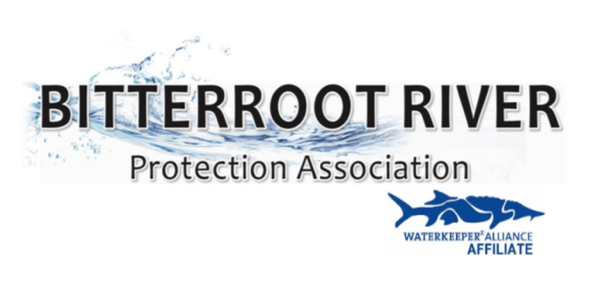 BITTERROOT RIVER
Protection Association
WATERKEEPER® ALLIANCE
AFFILIATE